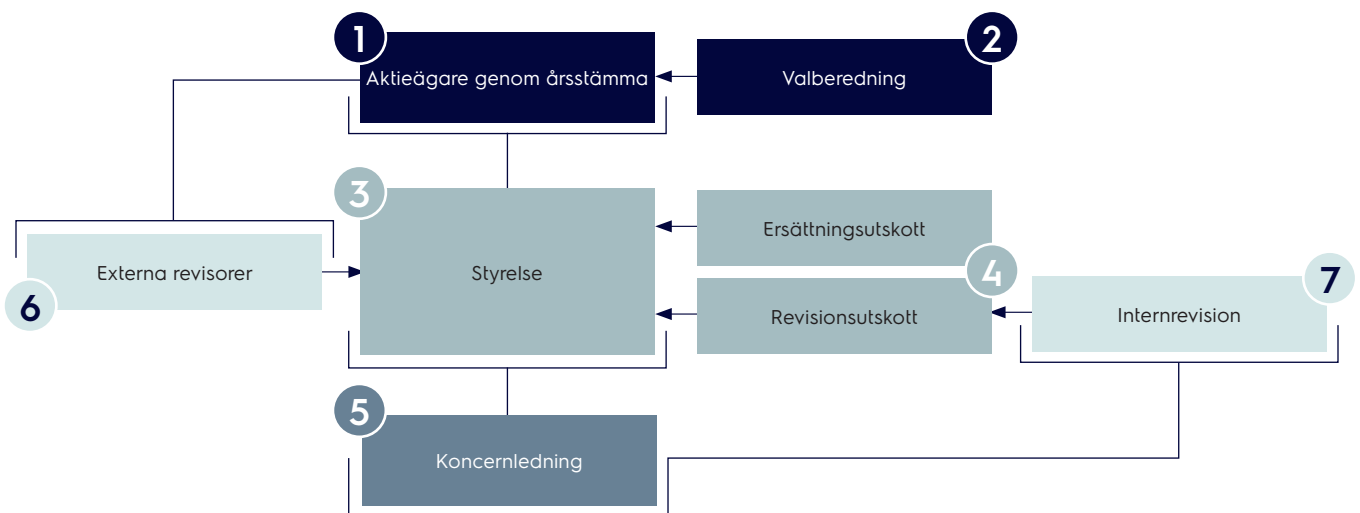 1
Aktieägare genom årsstämma
2
Valberedning
3
Styrelse
Ersättningsutskott
4
Revisionsutskott
Externa revisorer
6
7
Internrevision
5
Koncernledning